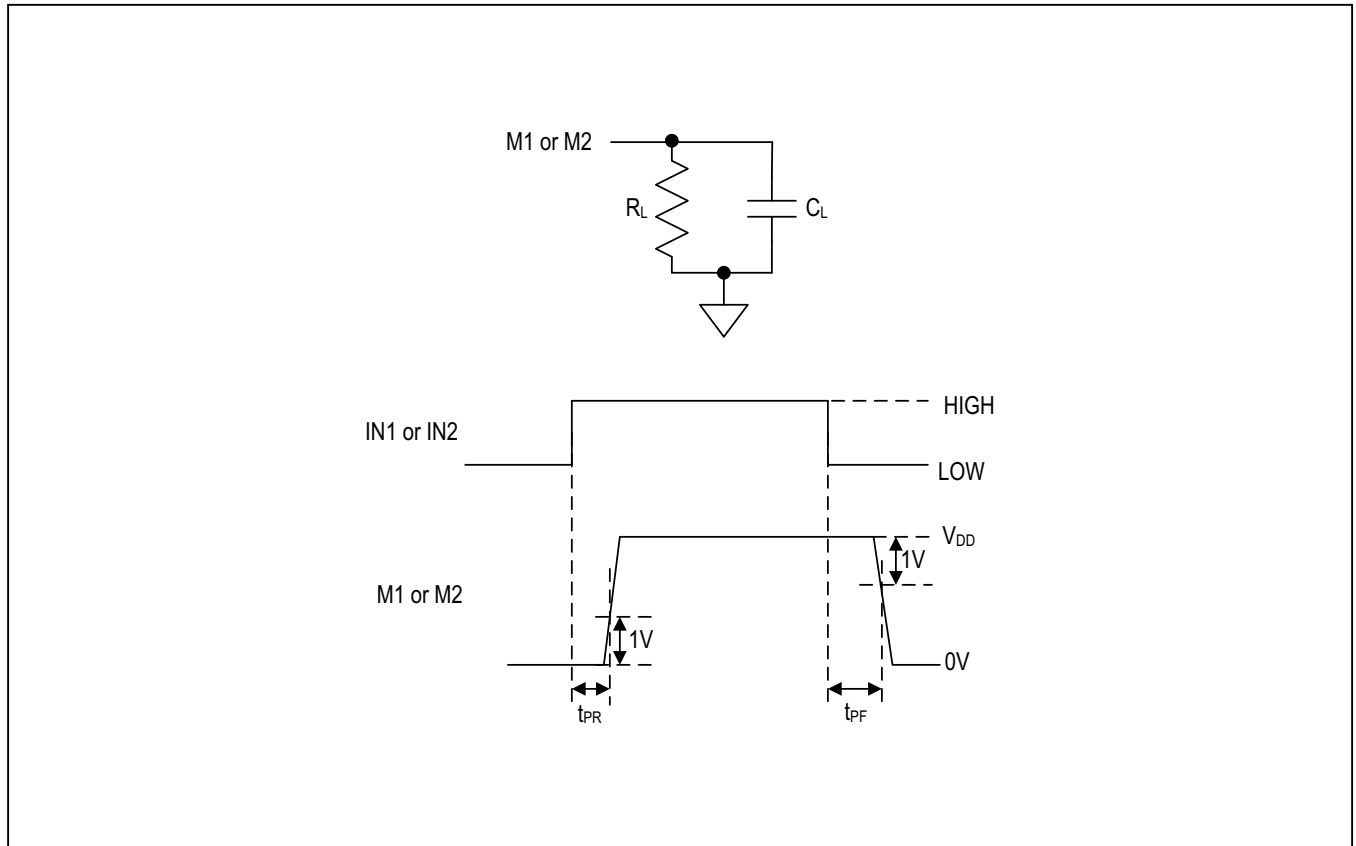 M1 or M2
RL
CL
IN1 or IN2
HIGH
LOW
M1 or M2
VDD
1V
1V
0V
tPR
tPF